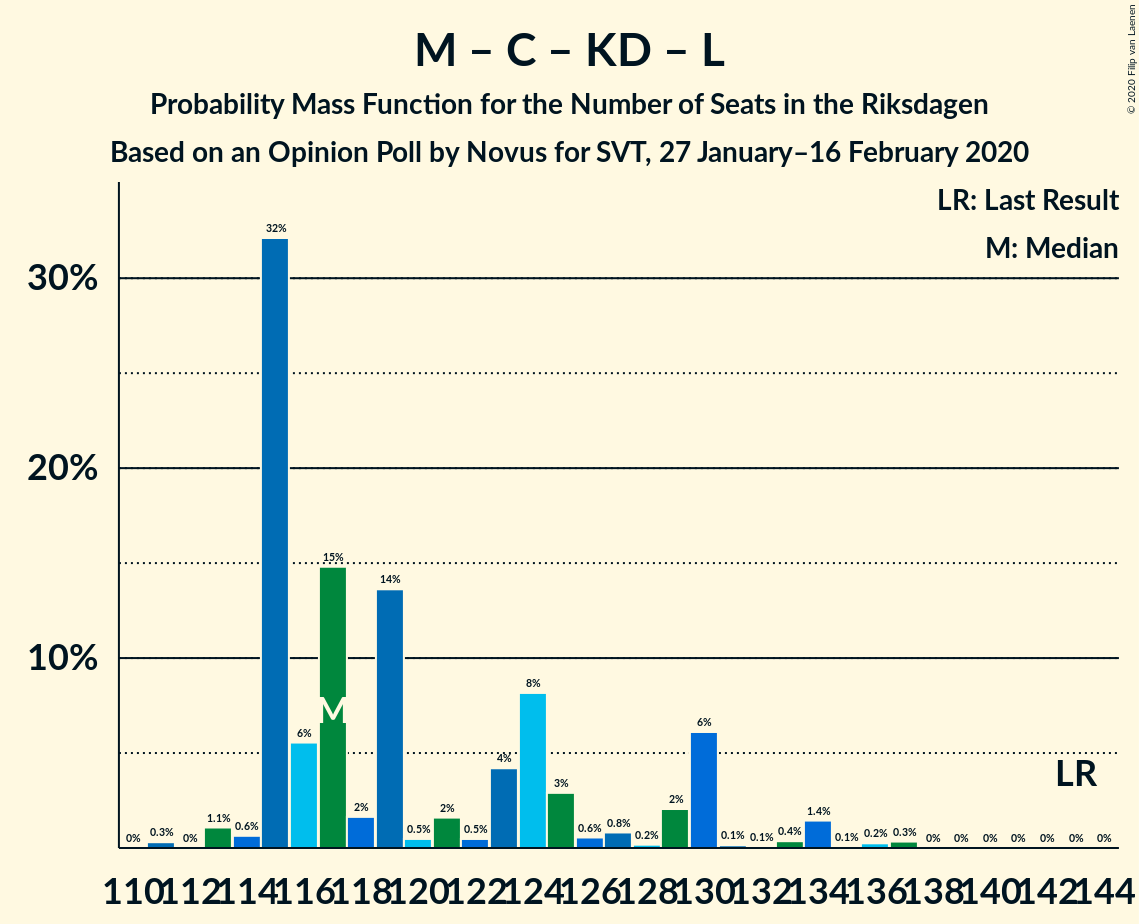 M – C – KD – L
Probability Mass Function for the Number of Seats in the Riksdagen
Based on an Opinion Poll by Novus for SVT, 27 January–16 February 2020
© 2020 Filip van Laenen
LR: Last Result
M: Median
30%
20%
10%
0% 0.3% 0% 1.1% 0.6% 32% 6% 15% 2% 14% 0.5% 2% 0.5% 4% 8% 3% 0.6% 0.8% 0.2% 2% 6% 0.1% 0.1% 0.4% 1.4% 0.1% 0.2% 0.3% 0% 0% 0% 0% 0% 0% 0%
M
LR
110 112 114 116 118 120 122 124 126 128 130 132 134 136 138 140 142 144